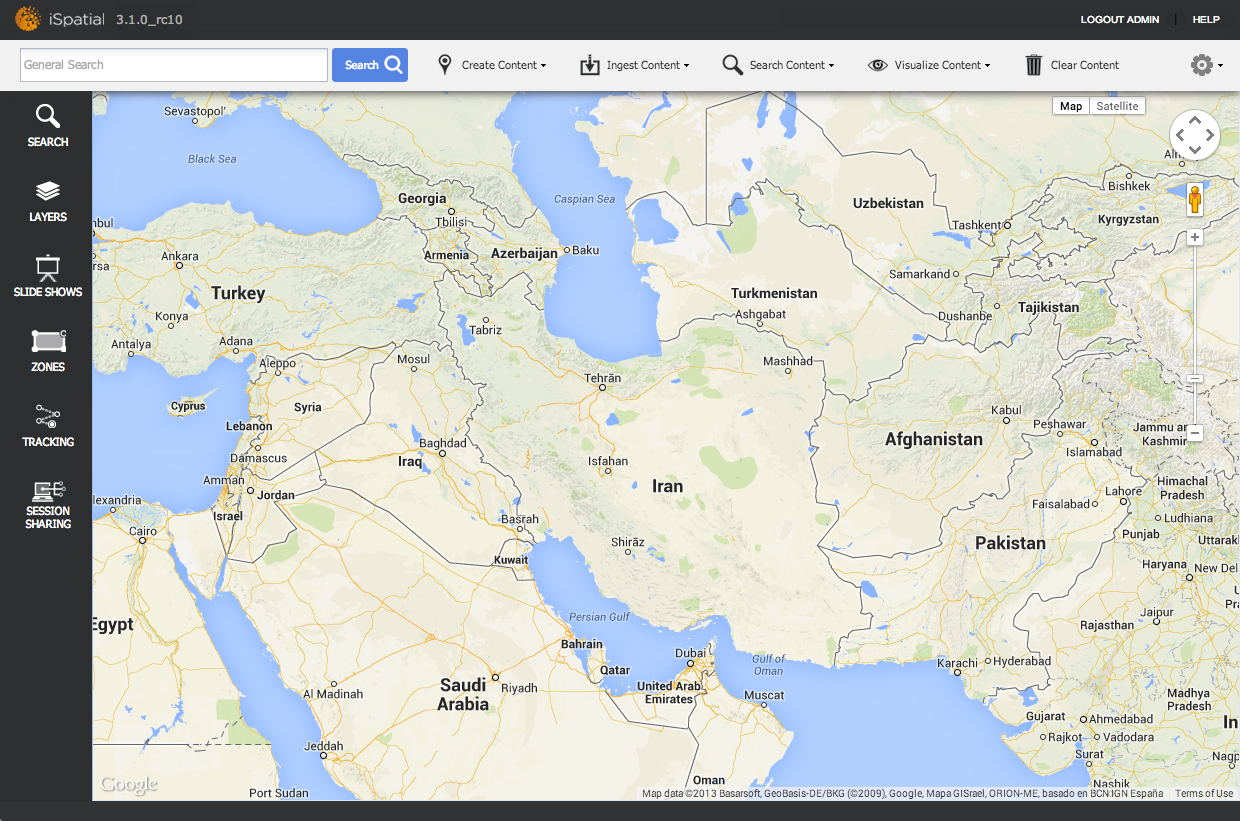 iSpatial 3.1.0_rc10
LOGOUT ADMIN | HELP
General Search
Search
Create Content
Ingest Content
Search Content
Visualize Content
Clear Content
SEARCH
LAYERS
SLIDE SHOWS
ZONES
TRACKING
SESSION
SHARING
Map
Satellite
Sevastopol'
Black Sea
Caspian Sea
Georgia
Tbilisi
Armenia
Azerbaijan
Baku
Uzbekistan
Bishkek
Kyrgyzstan
Tashkent
Samarkand
Ankara
Turkey
Konya
Antalya
Adana
Turkmenistan
Ashgabat
Dushanbe
Tajikistan
Tabriz
Mosul
Aleppo
Mashhad
Tehrān
Cyprus
Syria
Lebanon
Damascus
Kabul
Peshawar
Jammu an
Kashmir
Islamabad
Afghanistan
Baghdad
Iraq
Isfahan
Iran
Amman
Jordan
Israel
lexandria
Cairo
Lahore
Himachal
Pradesh
Faisalabad
Ludhiana
Punjab
Uttarak
Basrah
Shirāz
Kuwait
Pakistan
Haryana
New Del
Egypt
Persian Gulf
Jaipur
Rajasthan
Bahrain
Qatar
Dubai
Gulf of
Oman
United Arab
Emirates
Muscat
Karachi
Hyderabad
Saudi
Arabia
Riyadh
Al Madinah
Madhya
Pradesh
Gujarat
Ahmedabad
In
Rajkot
Vadodara
Jeddah
Surat
Nagp
Oman
Nashik
Port Sudan
Google
Map data ©2013 Basarsoft, GeoBasis-DE/BKG (©2009), Google, Mapa GISrael, ORION-ME, basado en BCN IGN España
Terms of Use